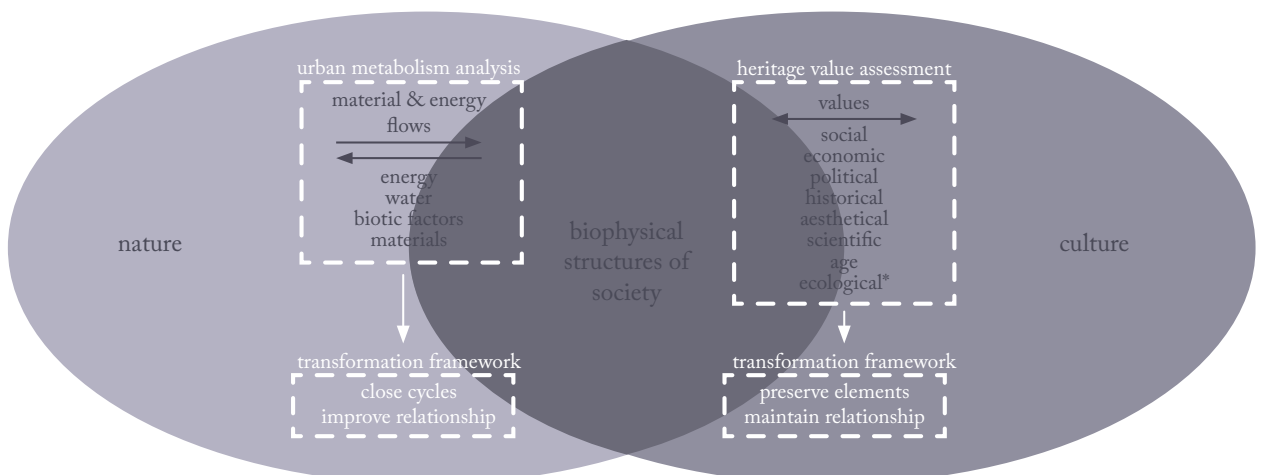 urban metabolism analysis
material & energy
flows
energy
water
biotic factors
materials
nature
transformation framework
close cycles
improve relationship
biophysical
structures of
society
heritage value assessment
values
social
economic
political
historical
aesthetical
scientific
age
ecological*
culture
transformation framework
preserve elements
maintain relationship